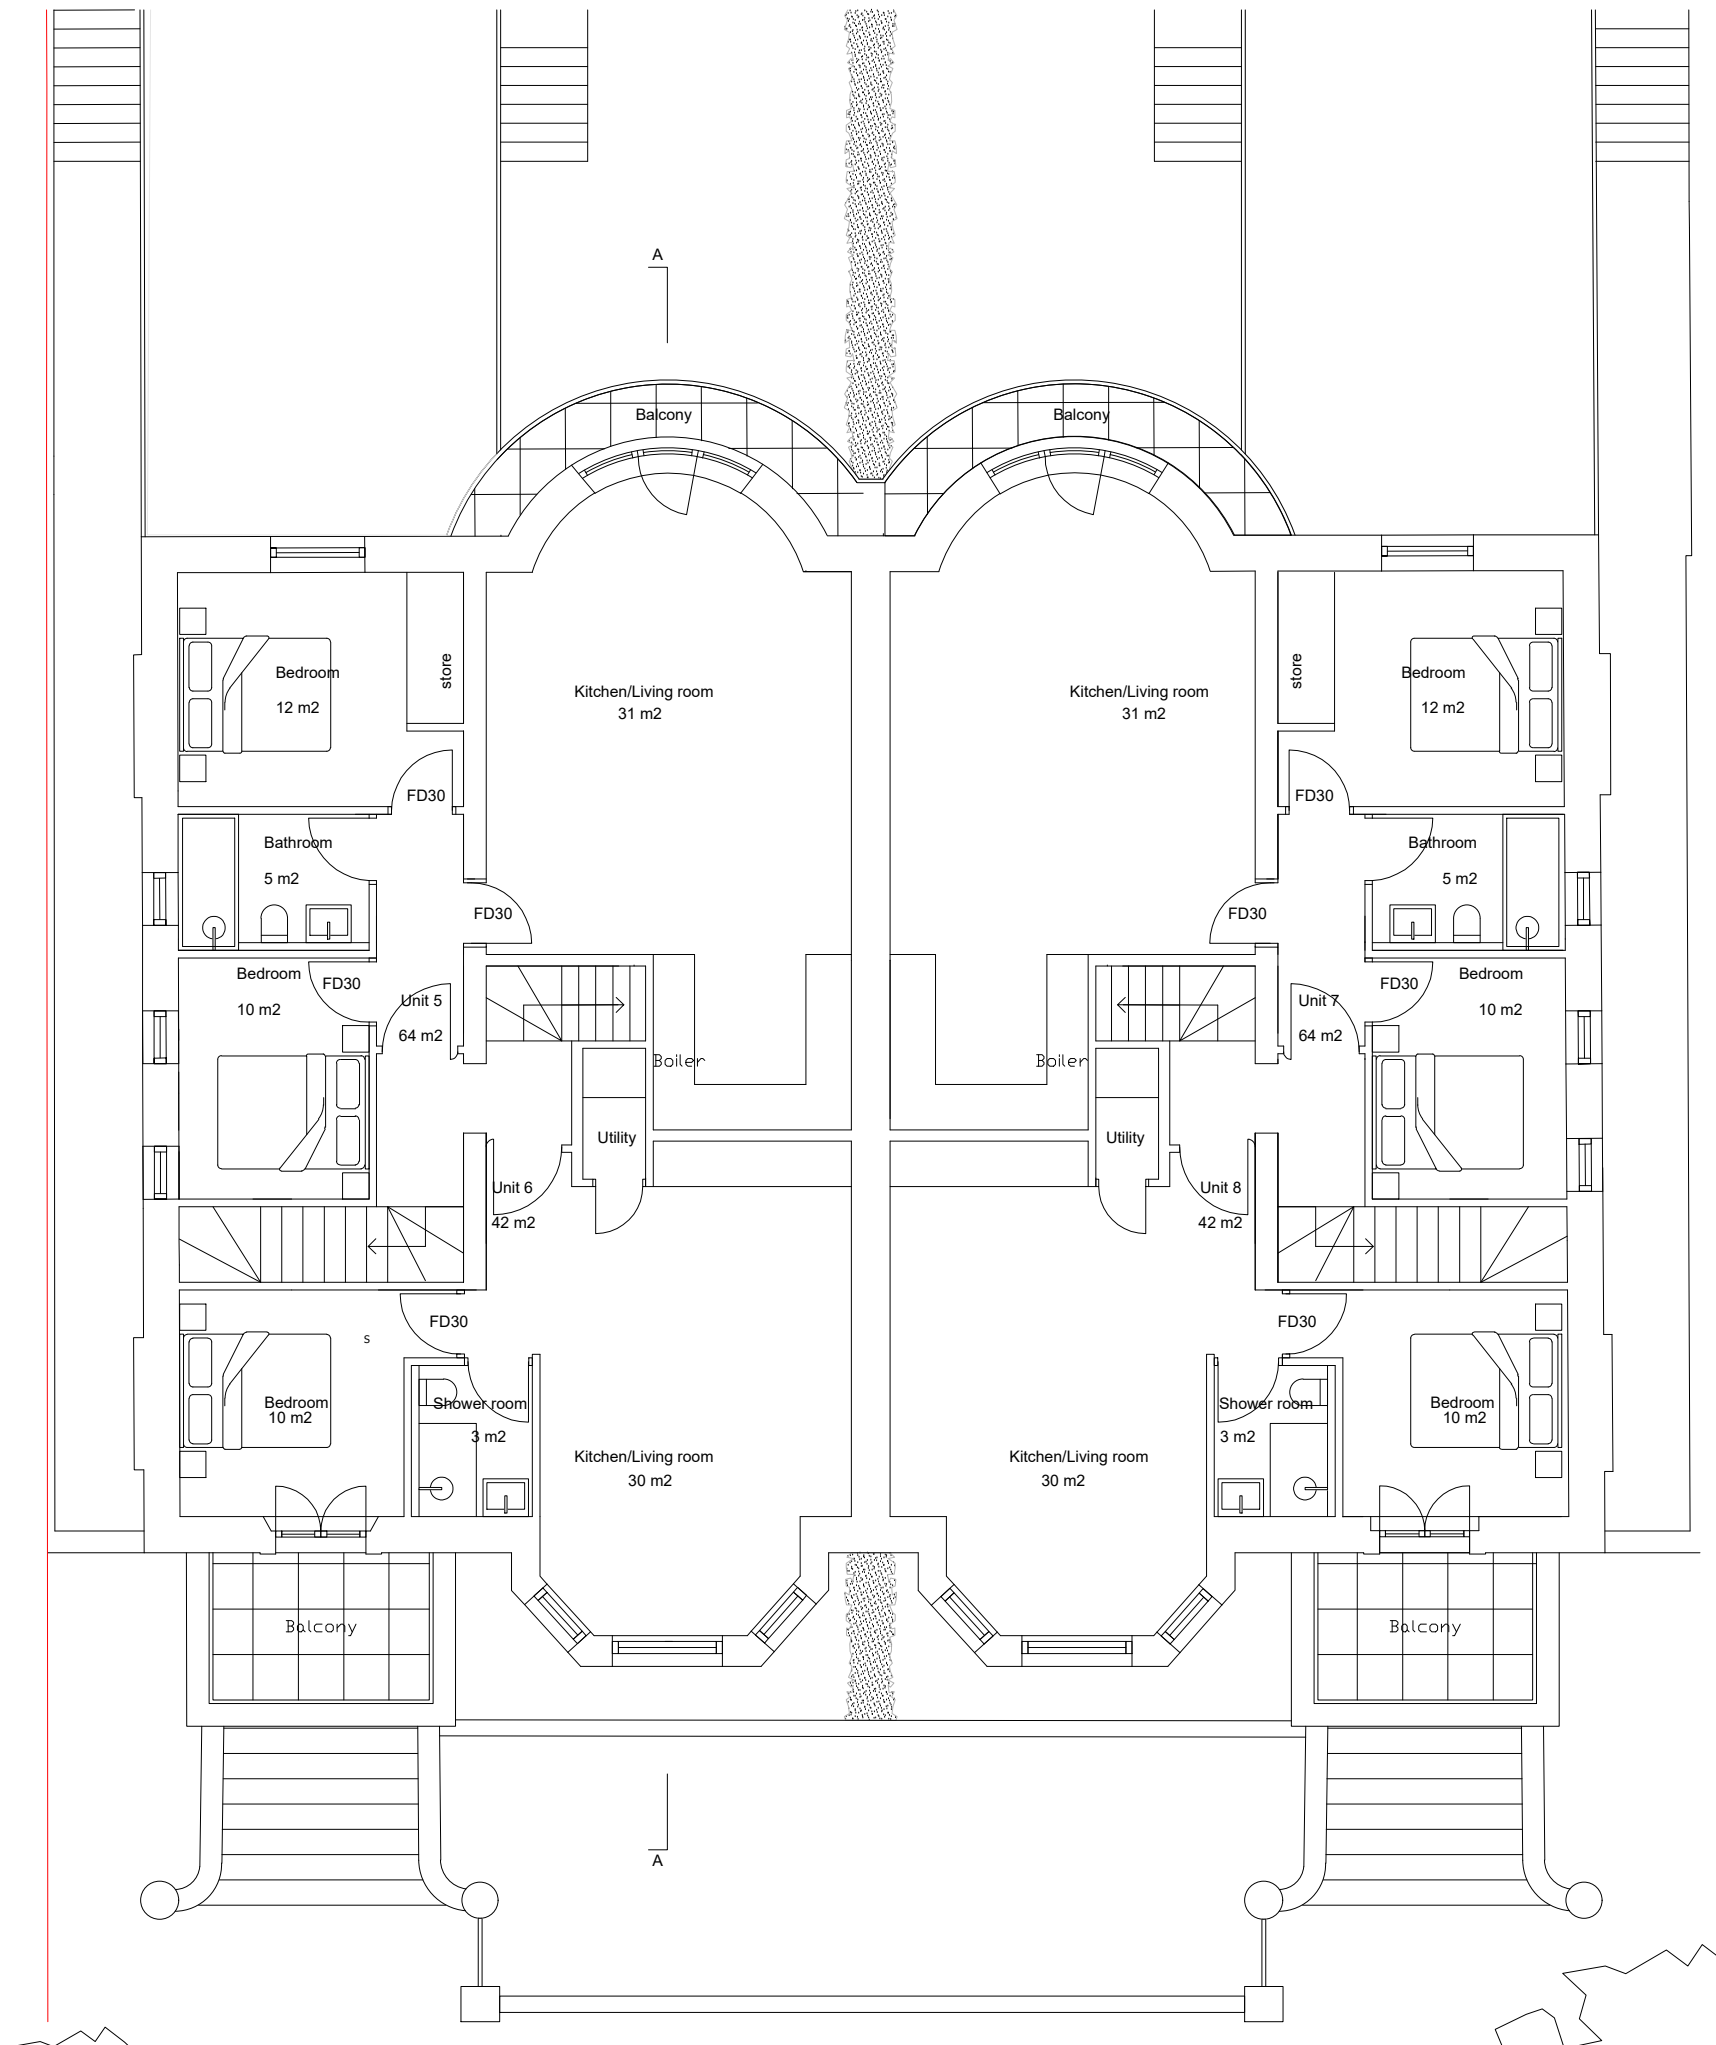 A
Balcony
Balcony
Bedroom
12 m2
store
Kitchen/Living room
31 m2
Kitchen/Living room
31 m2
store
Bedroom
12 m2
FD30
FD30
Bathroom
5 m2
FD30
FD30
Bathroom
5 m2
Bedroom
10 m2
FD30
Unit 5
64 m2
Boiler
Boiler
Unit 7
64 m2
FD30
Bedroom
10 m2
Utility
Utility
Unit 6
42 m2
Unit 8
42 m2
FD30
FD30
s
Bedroom
10 m2
Shower room
3 m2
Kitchen/Living room
30 m2
Kitchen/Living room
30 m2
Shower room
3 m2
Bedroom
10 m2
Balcony
Balcony
A